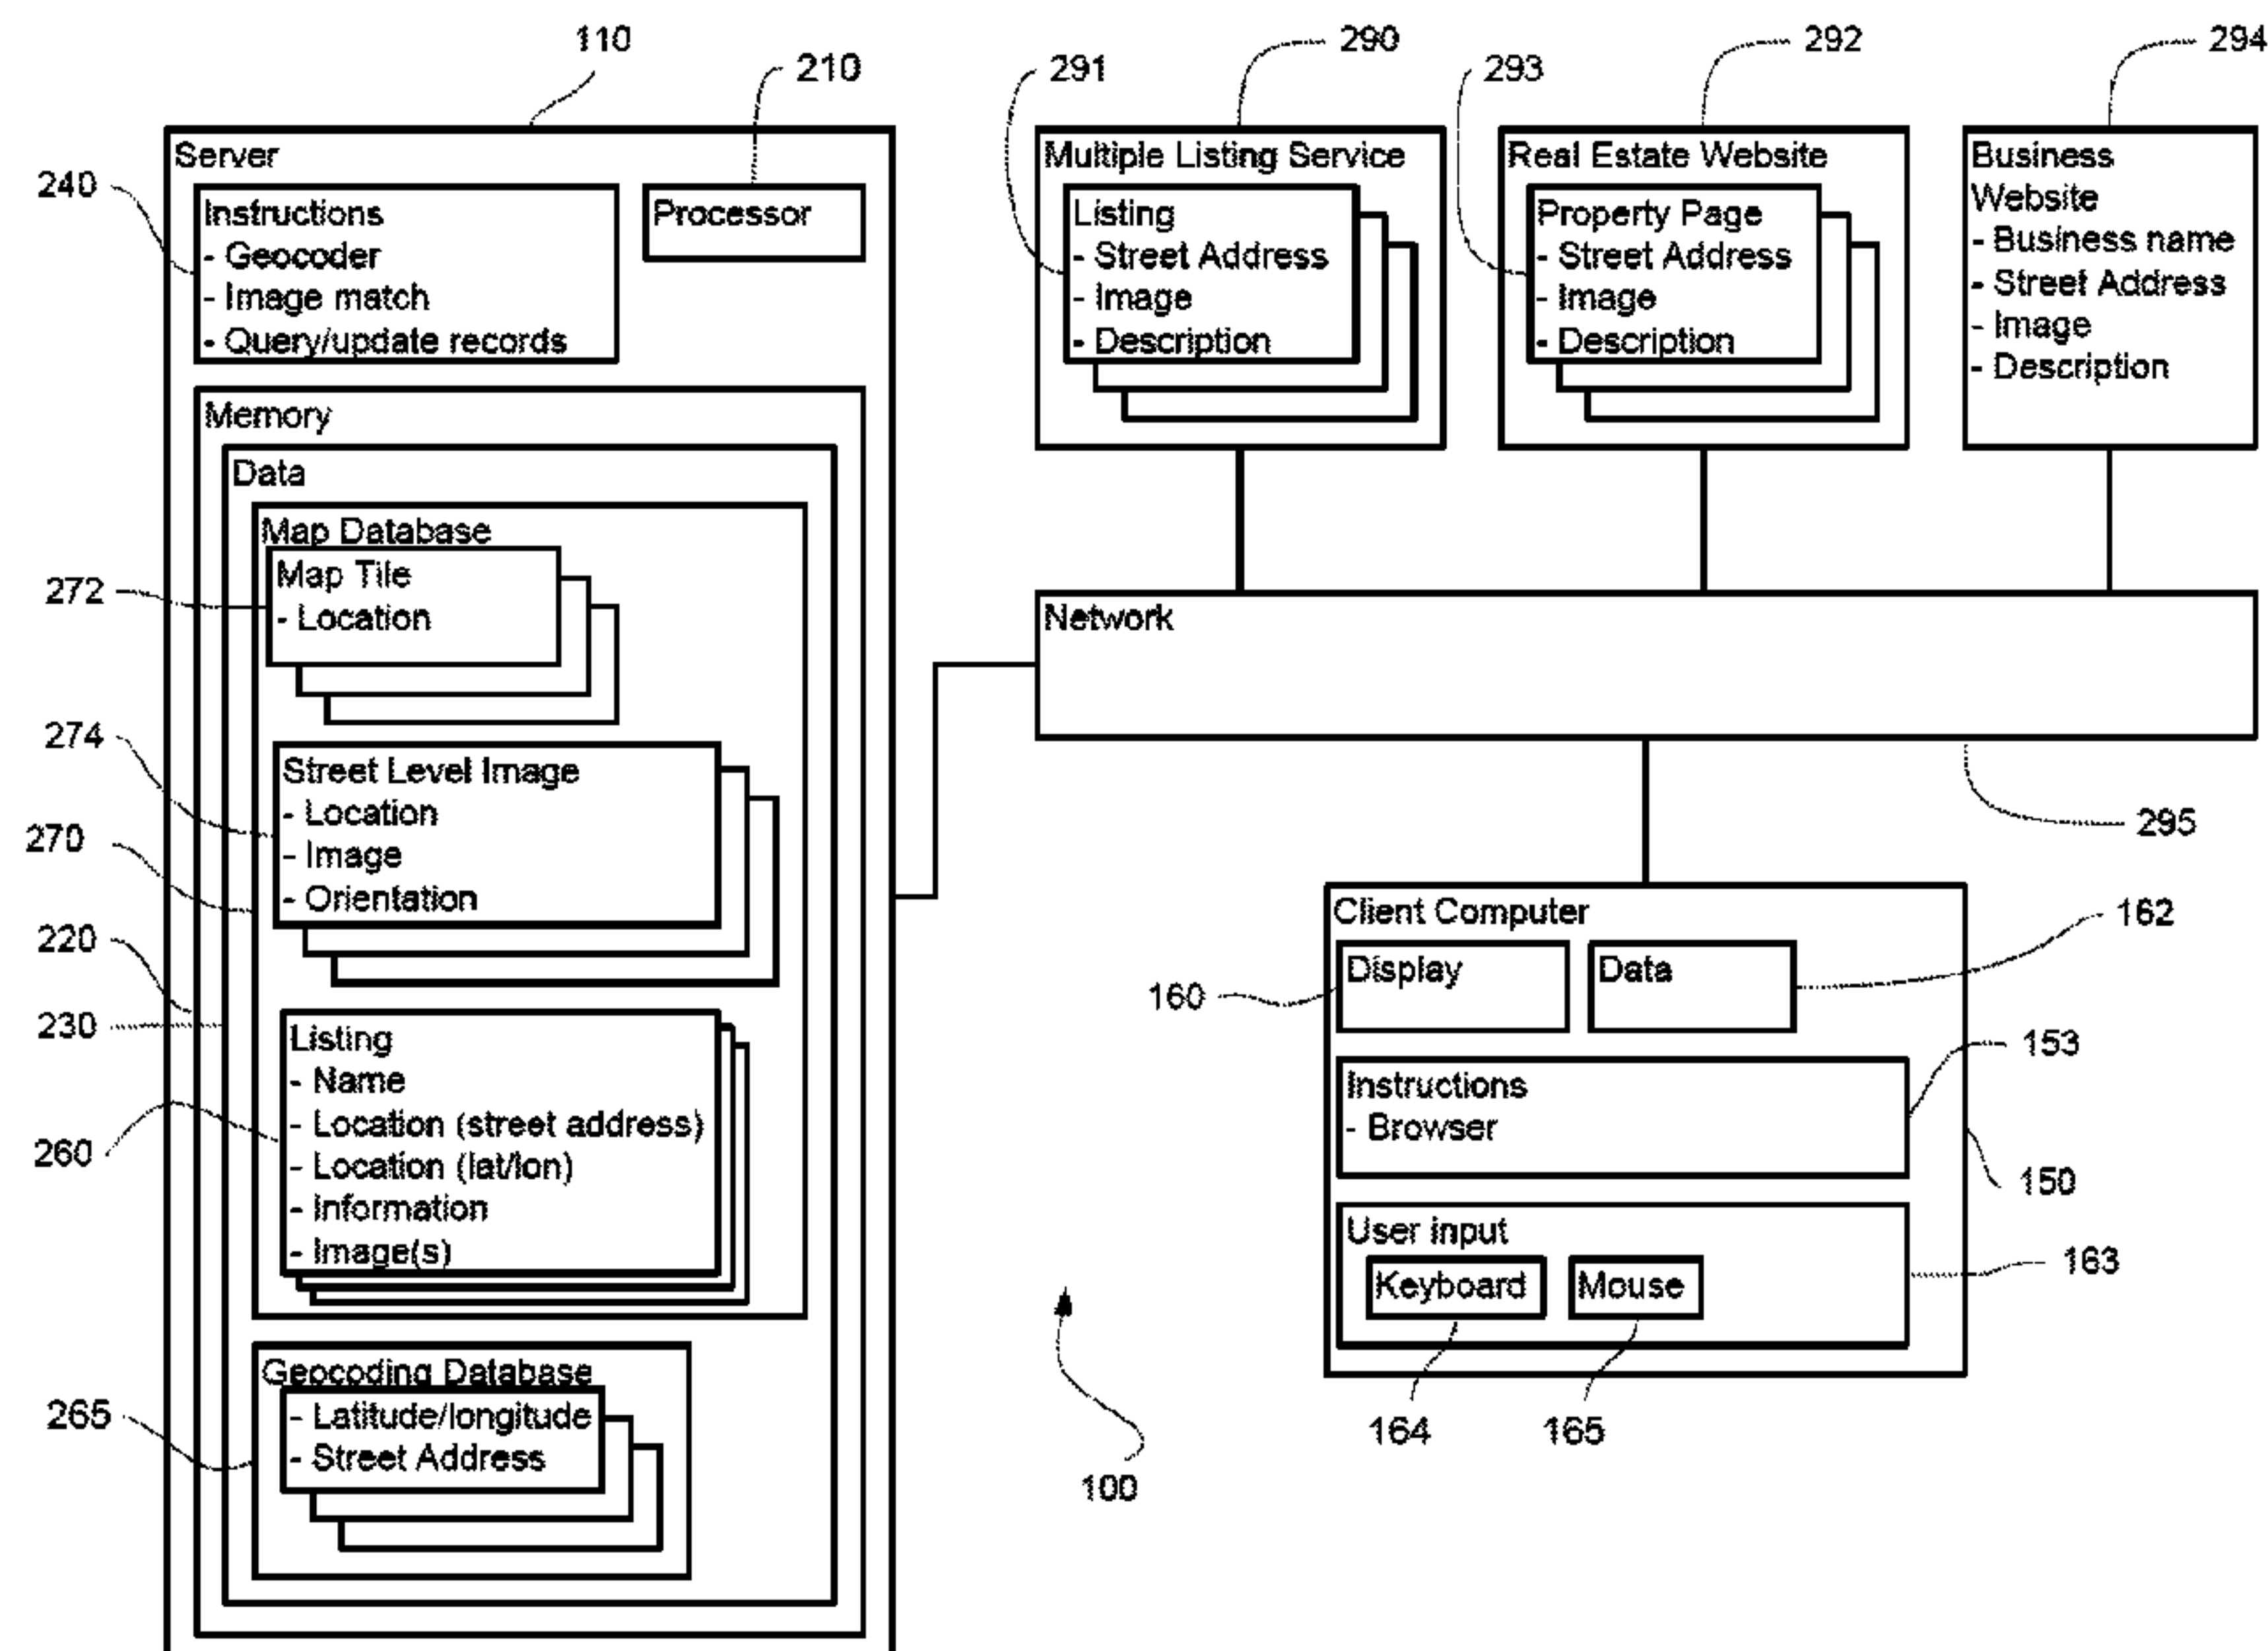 110
210
290
291
292
293
294
Server
240
Instructions
- Geocoder
- Image match
- Query/update records
Processor
Memory
Data
Map Database
Map Tile
- Location
272
274
Street Level Image
- Location
- Image
- Orientation
270
220
230
Listing
- Name
- Location (street address)
- Location (lat/lon)
- Information
- Image(s)
260
Geocoding Database
- Latitude/longitude
- Street Address
265
Multiple Listing Service
Listing
- Street Address
- Image
- Description
Real Estate Website
Property Page
- Street Address
- Image
- Description
Business
Website
- Business name
- Street Address
- Image
- Description
Network
295
Client Computer
Display
Data
160
162
Instructions
- Browser
153
150
User input
Keyboard
Mouse
163
164
165
100